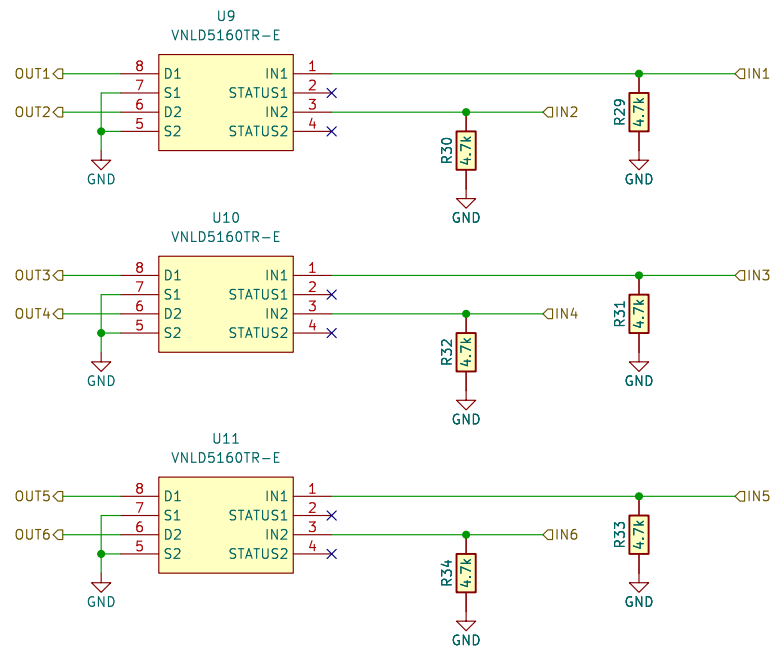 U9
VNLD5160TR-E
OUT1 8 D1 IN1 1 IN1
7 S1 STATUS1 2
OUT2 6 D2 IN2 3 IN2
5 S2 STATUS2 4
R29 4.7k
R30 4.7k
GND
GND
GND
U10
VNLD5160TR-E
OUT3 8 D1 IN1 1 IN3
7 S1 STATUS1 2
OUT4 6 D2 IN2 3 IN4
5 S2 STATUS2 4
R31 4.7k
R32 4.7k
GND
GND
GND
U11
VNLD5160TR-E
OUT5 8 D1 IN1 1 IN5
7 S1 STATUS1 2
OUT6 6 D2 IN2 3 IN6
5 S2 STATUS2 4
R33 4.7k
R34 4.7k
GND
GND
GND